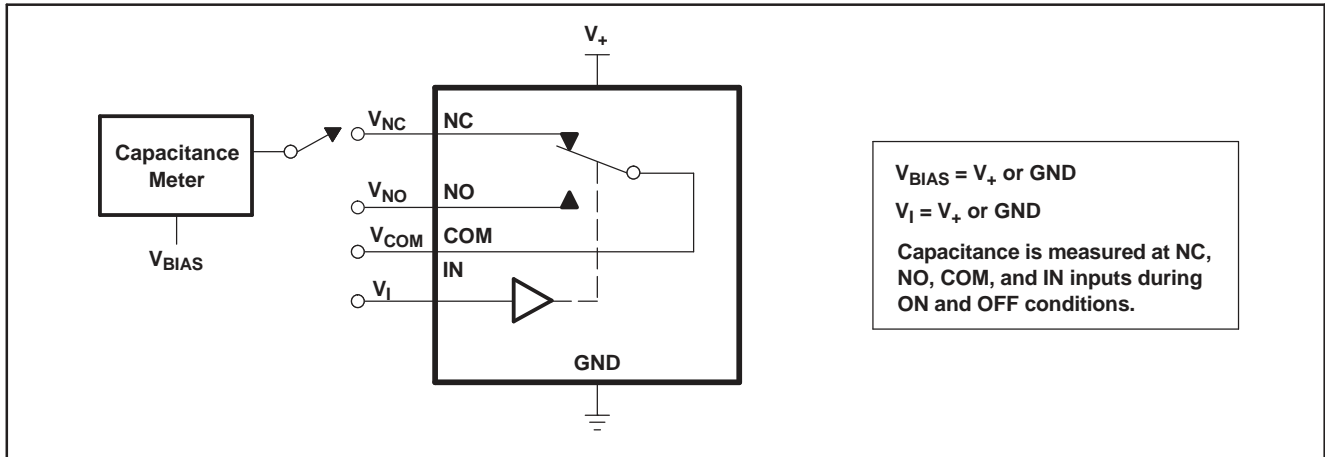 V+
Capacitance
Meter
VBIAS
VNC
NC
VNO
NO
VCOM
COM
IN
VI
GND
VBIAS = V+ or GND
VI = V+ or GND
Capacitance is measured at NC,
NO, COM, and IN inputs during
ON and OFF conditions.